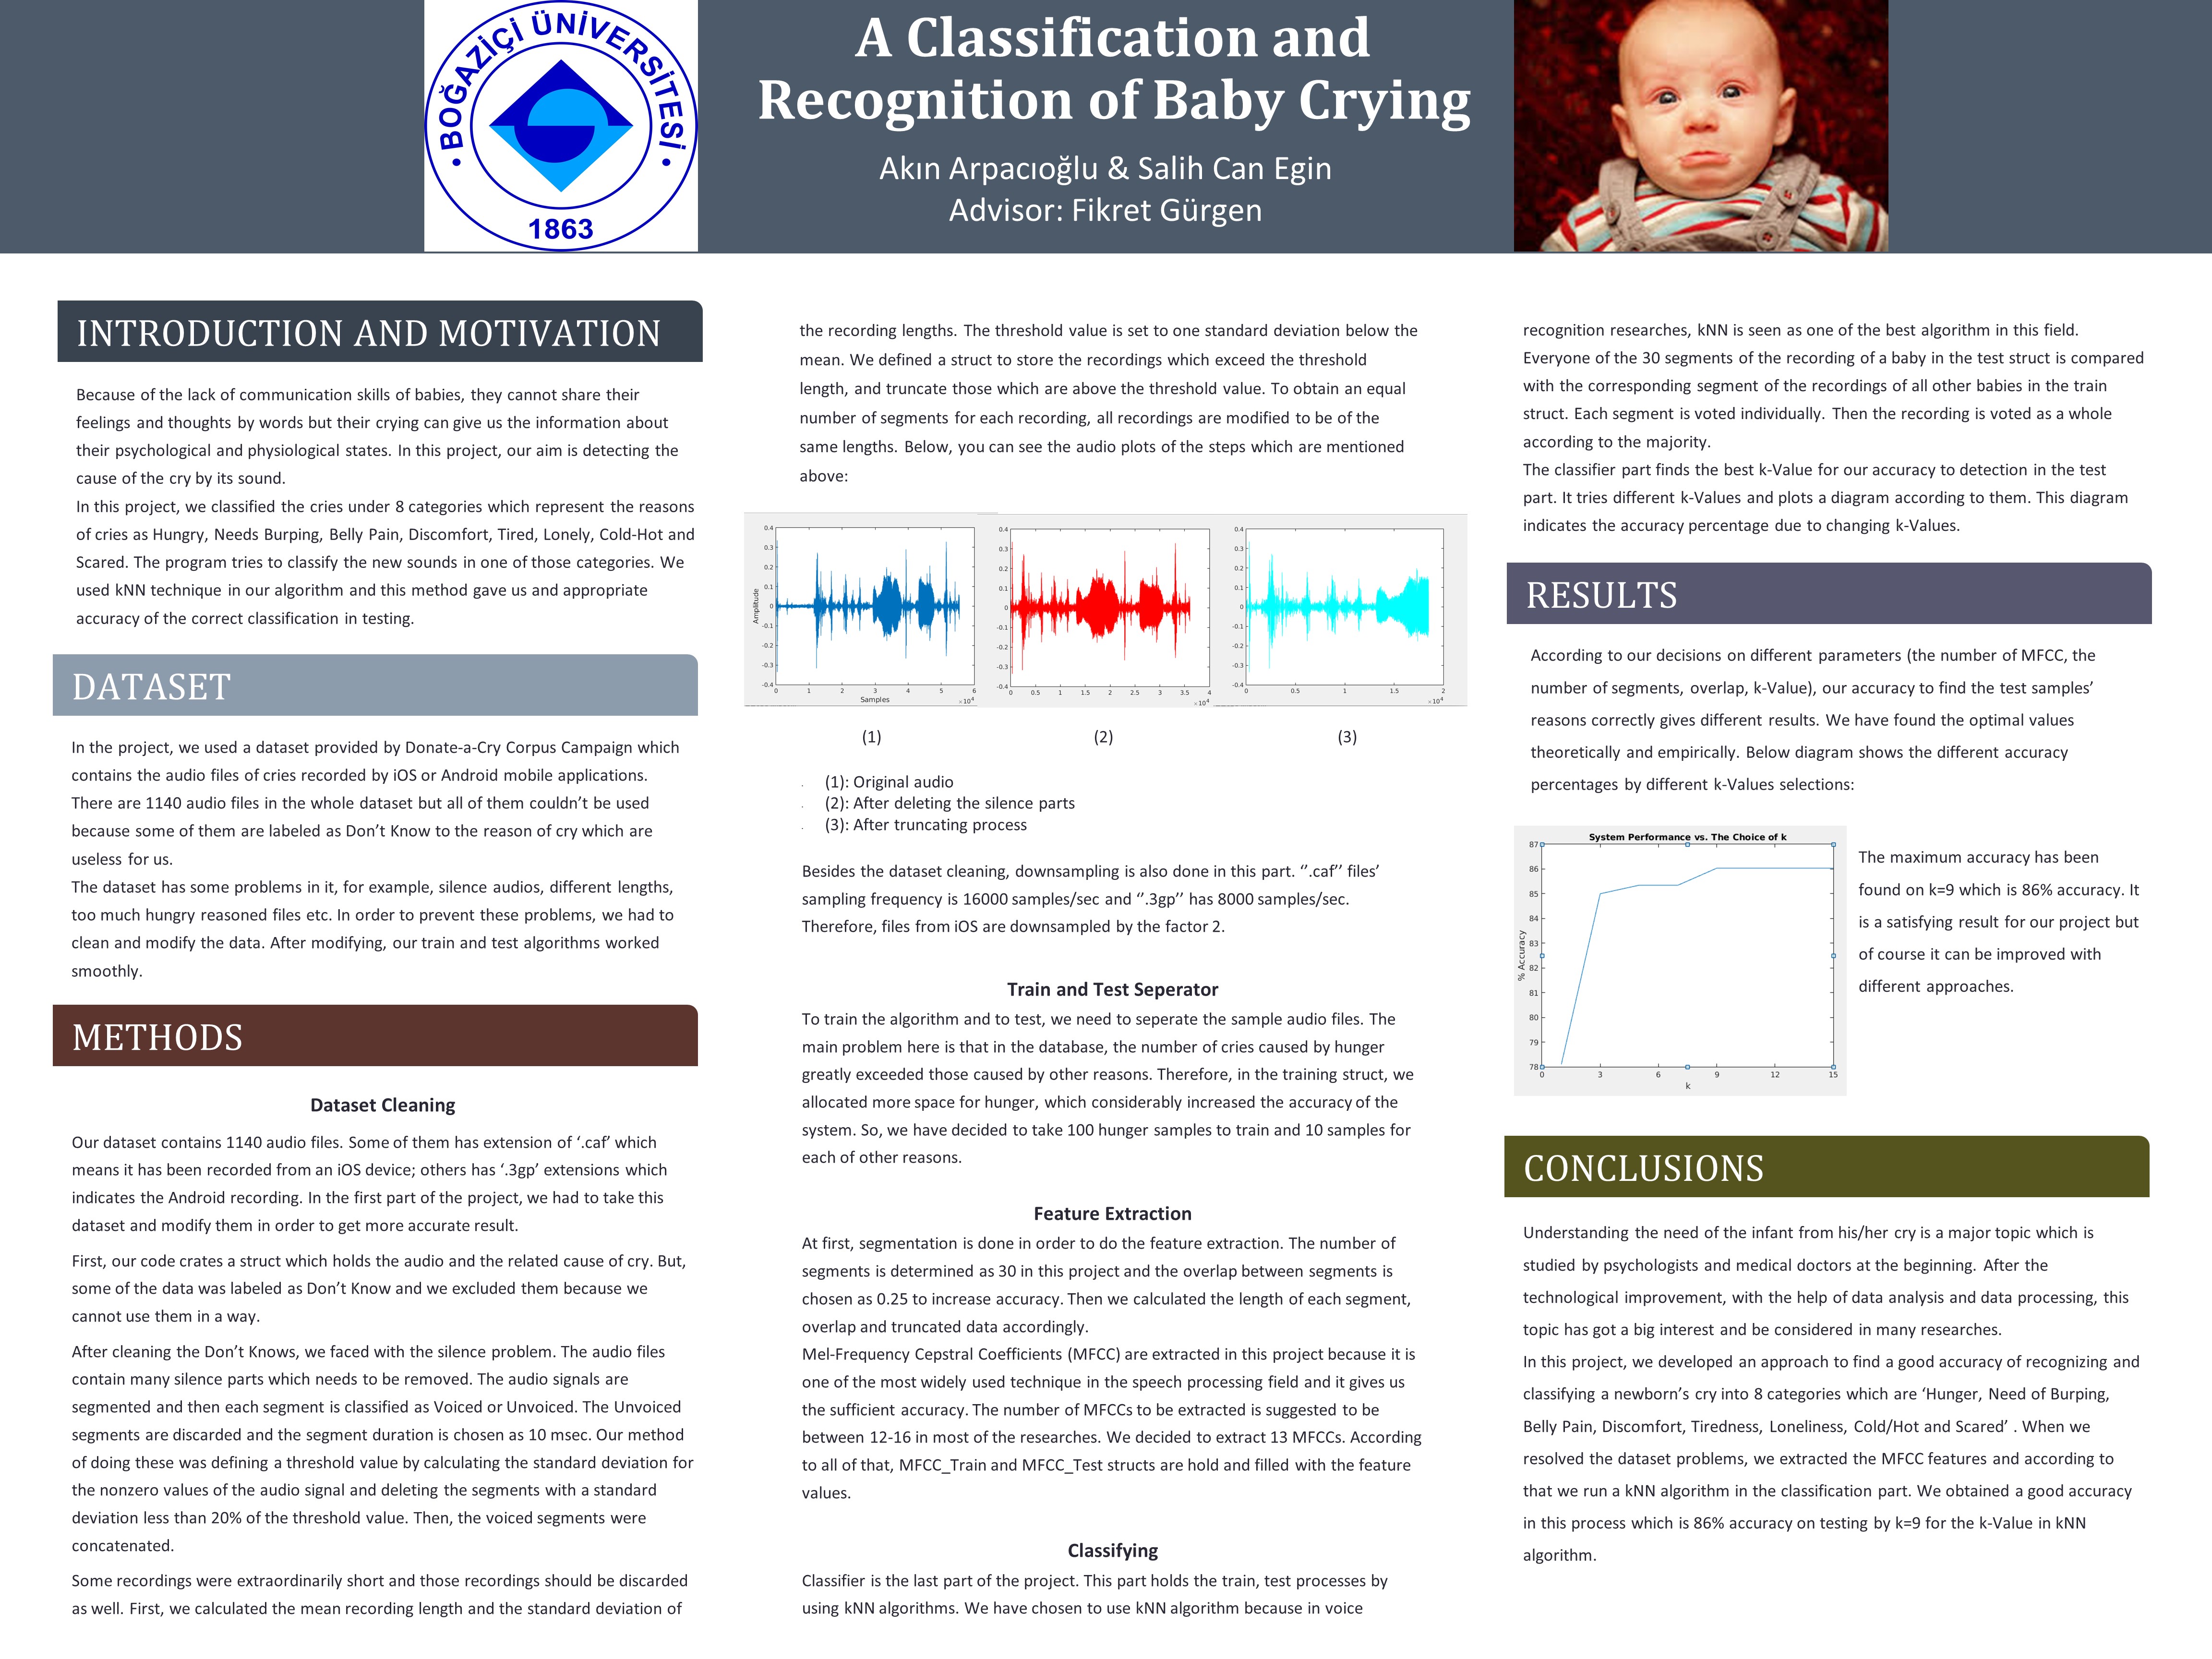 BOĞAZİÇİ ÜNİVERSİTESİ
1863
A Classification and
Recognition of Baby Crying
Akın Arpacıoğlu & Salih Can Egin
Advisor: Fikret Gürgen
INTRODUCTION AND MOTIVATION
Because of the lack of communication skills of babies, they cannot share their
feelings and thoughts by words but their crying can give us the information about
their psychological and physiological states. In this project, our aim is detecting the
cause of the cry by its sound.
In this project, we classified the cries under 8 categories which represent the reasons
of cries as Hungry, Needs Burping, Belly Pain, Discomfort, Tired, Lonely, Cold-Hot and
Scared. The program tries to classify the new sounds in one of those categories. We
used kNN technique in our algorithm and this method gave us and appropriate
accuracy of the correct classification in testing.
DATASET
In the project, we used a dataset provided by Donate-a-Cry Corpus Campaign which
contains the audio files of cries recorded by iOS or Android mobile applications.
There are 1140 audio files in the whole dataset but all of them couldn’t be used
because some of them are labeled as Don’t Know to the reason of cry which are
useless for us.
The dataset has some problems in it, for example, silence audios, different lengths,
too much hungry reasoned files etc. In order to prevent these problems, we had to
clean and modify the data. After modifying, our train and test algorithms worked
smoothly.
METHODS
Dataset Cleaning
Our dataset contains 1140 audio files. Some of them has extension of ‘.caf’ which
means it has been recorded from an iOS device; others has ‘.3gp’ extensions which
indicates the Android recording. In the first part of the project, we had to take this
dataset and modify them in order to get more accurate result.
First, our code crates a struct which holds the audio and the related cause of cry. But,
some of the data was labeled as Don’t Know and we excluded them because we
cannot use them in a way.
After cleaning the Don’t Knows, we faced with the silence problem. The audio files
contain many silence parts which needs to be removed. The audio signals are
segmented and then each segment is classified as Voiced or Unvoiced. The Unvoiced
segments are discarded and the segment duration is chosen as 10 msec. Our method
of doing these was defining a threshold value by calculating the standard deviation for
the nonzero values of the audio signal and deleting the segments with a standard
deviation less than 20% of the threshold value. Then, the voiced segments were
concatenated.
Some recordings were extraordinarily short and those recordings should be discarded
as well. First, we calculated the mean recording length and the standard deviation of
the recording lengths. The threshold value is set to one standard deviation below the
mean. We defined a struct to store the recordings which exceed the threshold
length, and truncate those which are above the threshold value. To obtain an equal
number of segments for each recording, all recordings are modified to be of the
same lengths. Below, you can see the audio plots of the steps which are mentioned
above:
Amplitude
0.4
0.3
0.2
0.1
0
-0.1
-0.2
-0.3
-0.4
0 1 2 3 4 5 6
Samples ×10⁴
0.4
0.3
0.2
0.1
0
-0.1
-0.2
-0.3
-0.4
0 0.5 1 1.5 2 2.5 3 3.5 4
×10⁴
0.4
0.3
0.2
0.1
0
-0.1
-0.2
-0.3
-0.4
0 0.5 1 1.5 2
×10⁴
(1) (2) (3)
(1): Original audio
(2): After deleting the silence parts
(3): After truncating process
Besides the dataset cleaning, downsampling is also done in this part. ‘’.caf’’ files’
sampling frequency is 16000 samples/sec and ‘’.3gp’’ has 8000 samples/sec.
Therefore, files from iOS are downsampled by the factor 2.
Train and Test Seperator
To train the algorithm and to test, we need to seperate the sample audio files. The
main problem here is that in the database, the number of cries caused by hunger
greatly exceeded those caused by other reasons. Therefore, in the training struct, we
allocated more space for hunger, which considerably increased the accuracy of the
system. So, we have decided to take 100 hunger samples to train and 10 samples for
each of other reasons.
Feature Extraction
At first, segmentation is done in order to do the feature extraction. The number of
segments is determined as 30 in this project and the overlap between segments is
chosen as 0.25 to increase accuracy. Then we calculated the length of each segment,
overlap and truncated data accordingly.
Mel-Frequency Cepstral Coefficients (MFCC) are extracted in this project because it is
one of the most widely used technique in the speech processing field and it gives us
the sufficient accuracy. The number of MFCCs to be extracted is suggested to be
between 12-16 in most of the researches. We decided to extract 13 MFCCs. According
to all of that, MFCC_Train and MFCC_Test structs are hold and filled with the feature
values.
Classifying
Classifier is the last part of the project. This part holds the train, test processes by
using kNN algorithms. We have chosen to use kNN algorithm because in voice
recognition researches, kNN is seen as one of the best algorithm in this field.
Everyone of the 30 segments of the recording of a baby in the test struct is compared
with the corresponding segment of the recordings of all other babies in the train
struct. Each segment is voted individually. Then the recording is voted as a whole
according to the majority.
The classifier part finds the best k-Value for our accuracy to detection in the test
part. It tries different k-Values and plots a diagram according to them. This diagram
indicates the accuracy percentage due to changing k-Values.
RESULTS
According to our decisions on different parameters (the number of MFCC, the
number of segments, overlap, k-Value), our accuracy to find the test samples’
reasons correctly gives different results. We have found the optimal values
theoretically and empirically. Below diagram shows the different accuracy
percentages by different k-Values selections:
System Performance vs. The Choice of k
% Accuracy
87
86
85
84
83
82
81
80
79
78
0 3 6 9 12 15
k
The maximum accuracy has been
found on k=9 which is 86% accuracy. It
is a satisfying result for our project but
of course it can be improved with
different approaches.
CONCLUSIONS
Understanding the need of the infant from his/her cry is a major topic which is
studied by psychologists and medical doctors at the beginning. After the
technological improvement, with the help of data analysis and data processing, this
topic has got a big interest and be considered in many researches.
In this project, we developed an approach to find a good accuracy of recognizing and
classifying a newborn’s cry into 8 categories which are ‘Hunger, Need of Burping,
Belly Pain, Discomfort, Tiredness, Loneliness, Cold/Hot and Scared’ . When we
resolved the dataset problems, we extracted the MFCC features and according to
that we run a kNN algorithm in the classification part. We obtained a good accuracy
in this process which is 86% accuracy on testing by k=9 for the k-Value in kNN
algorithm.